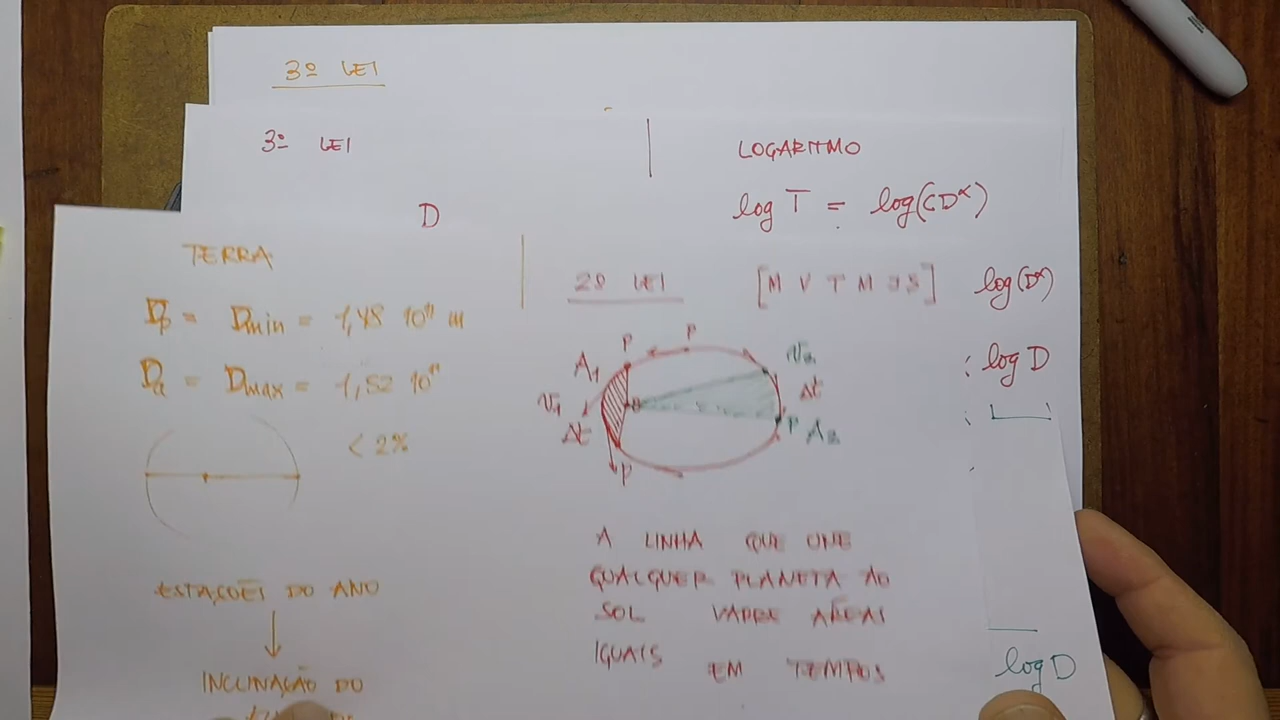 3º LEI
3º LEI
LOGARITMO
D
log T = log(CD^α)
TERRA
Dp = Dmin = 1,48 10¹¹ m
Da = Dmax = 1,52 10¹¹
< 2%
ESTAÇÕES DO ANO
INCLINAÇÃO DO
2º LEI
[M V T M J S]
P
P
A₁
v₁
Δt
P
v₂
Δt
P A₂
A LINHA QUE UNE
QUALQUER PLANETA AO
SOL VARRE ÁREAS
IGUAIS EM TEMPOS
log(D^α)
: log D
log D